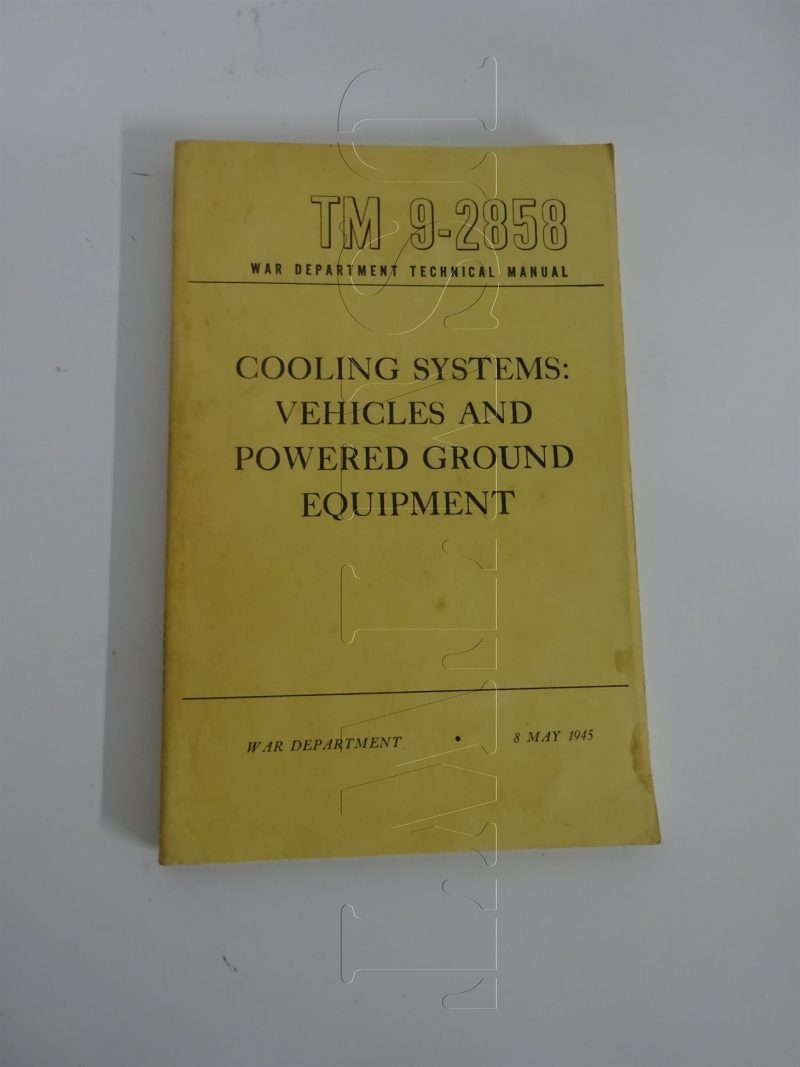 TM 9-2858
WAR DEPARTMENT TECHNICAL MANUAL
COOLING SYSTEMS:
VEHICLES AND
POWERED GROUND
EQUIPMENT
WAR DEPARTMENT • 8 MAY 1945